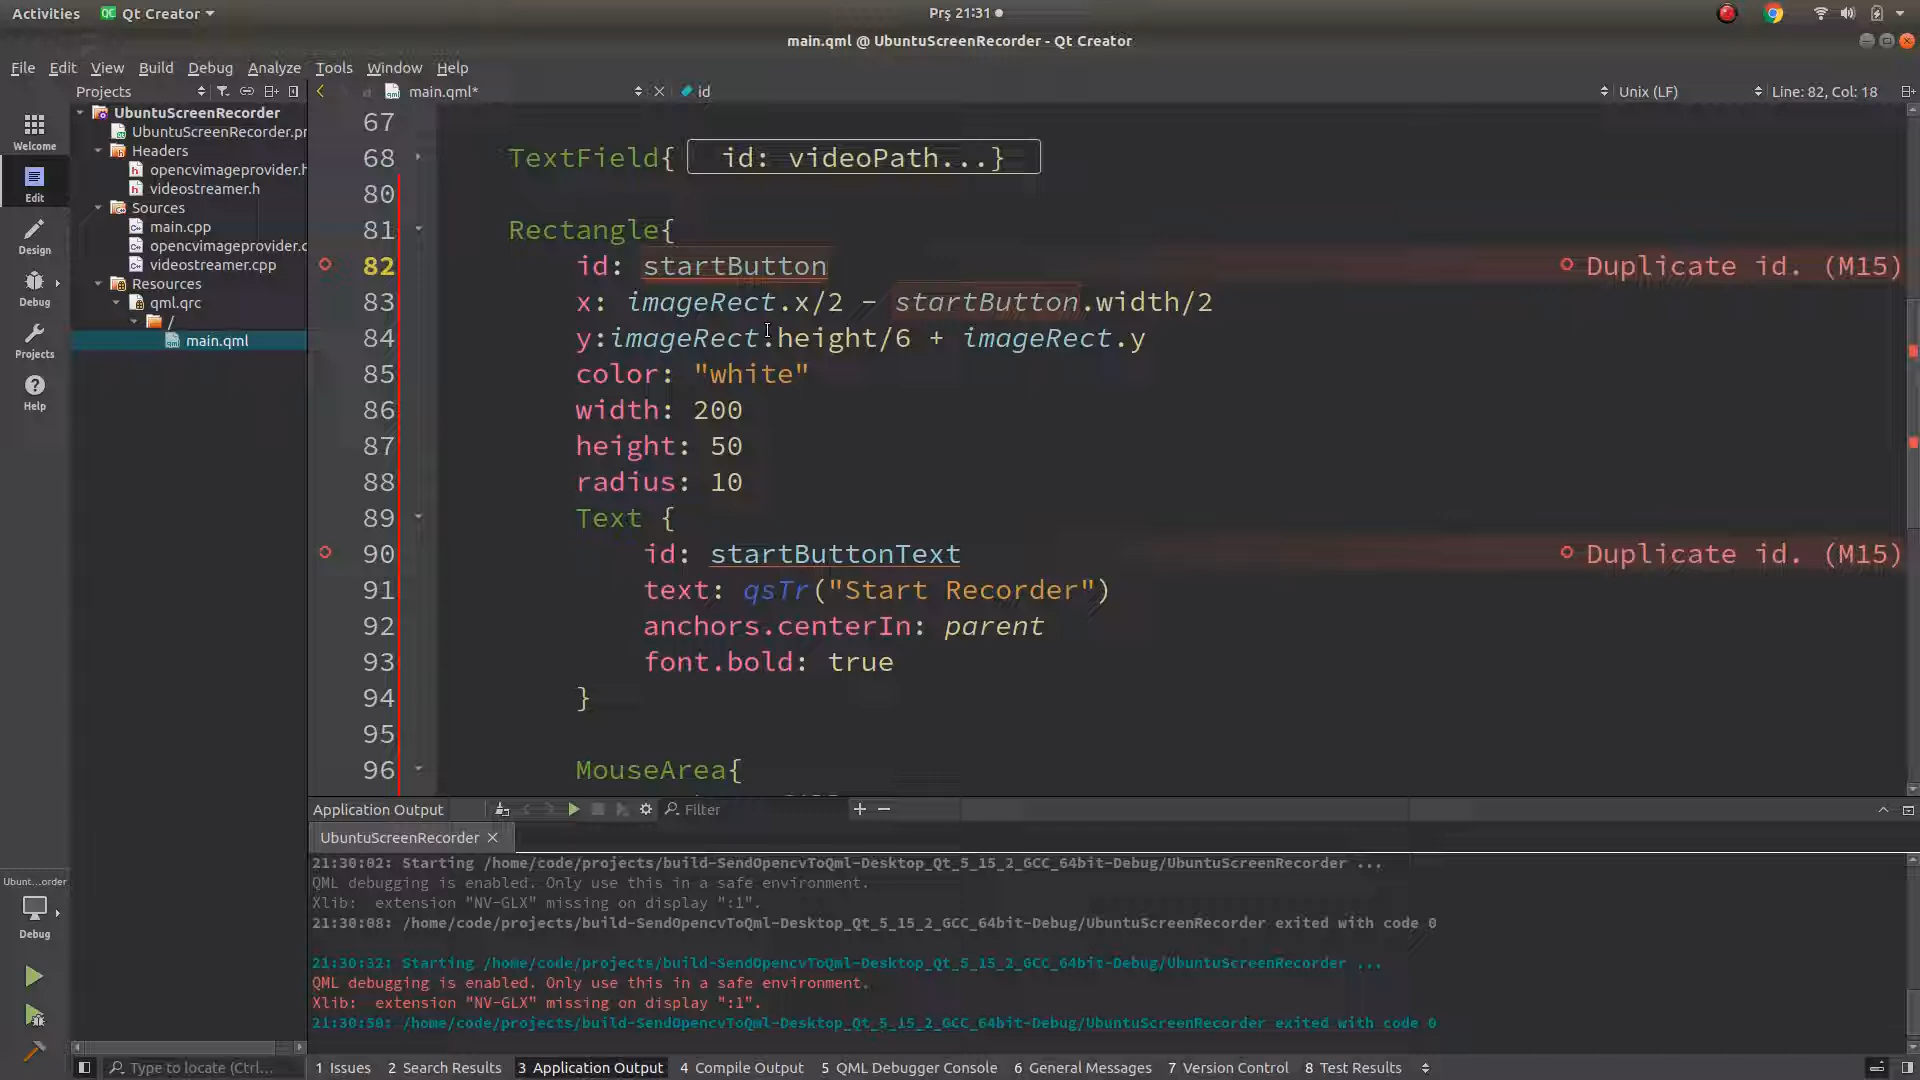 Activities Qt Creator Prş 21:31
main.qml @ UbuntuScreenRecorder - Qt Creator
File Edit View Build Debug Analyze Tools Window Help
Projects main.qml* id Unix (LF) Line: 82, Col: 18
UbuntuScreenRecorder
UbuntuScreenRecorder.pr
Headers
opencvimageprovider.h
videostreamer.h
Sources
main.cpp
opencvimageprovider.c
videostreamer.cpp
Resources
qml.qrc
/
main.qml
Welcome
Edit
Design
Debug
Projects
Help
67
68 TextField{ id: videoPath...}
80
81 Rectangle{
82 id: startButton Duplicate id. (M15)
83 x: imageRect.x/2 - startButton.width/2
84 y:imageRect.height/6 + imageRect.y
85 color: "white"
86 width: 200
87 height: 50
88 radius: 10
89 Text {
90 id: startButtonText Duplicate id. (M15)
91 text: qsTr("Start Recorder")
92 anchors.centerIn: parent
93 font.bold: true
94 }
95
96 MouseArea{
Application Output Filter
UbuntuScreenRecorder
21:30:02: Starting /home/code/projects/build-SendOpencvToQml-Desktop_Qt_5_15_2_GCC_64bit-Debug/UbuntuScreenRecorder ...
QML debugging is enabled. Only use this in a safe environment.
Xlib: extension "NV-GLX" missing on display ":1".
21:30:08: /home/code/projects/build-SendOpencvToQml-Desktop_Qt_5_15_2_GCC_64bit-Debug/UbuntuScreenRecorder exited with code 0
21:30:32: Starting /home/code/projects/build-SendOpencvToQml-Desktop_Qt_5_15_2_GCC_64bit-Debug/UbuntuScreenRecorder ...
QML debugging is enabled. Only use this in a safe environment.
Xlib: extension "NV-GLX" missing on display ":1".
21:30:50: /home/code/projects/build-SendOpencvToQml-Desktop_Qt_5_15_2_GCC_64bit-Debug/UbuntuScreenRecorder exited with code 0
Ubunt...order
Debug
Type to locate (Ctrl... 1 Issues 2 Search Results 3 Application Output 4 Compile Output 5 QML Debugger Console 6 General Messages 7 Version Control 8 Test Results